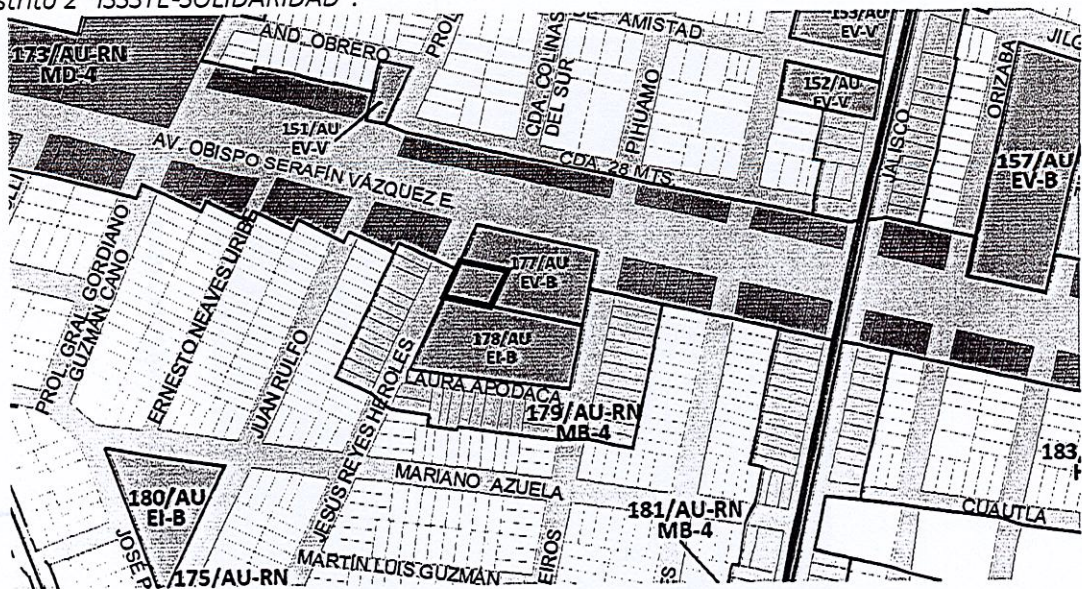 strito 2 "ISSSTE-SOLIDARIDAD".
173/AU-RN
MD-4
AND. OBRERO
AMISTAD
153/AU
EV-V
152/AU
EV-V
ORIZABA
CDA. COLINAS
DEL SUR
PIHUAMO
JALISCO
157/AU
EV-B
151/AU
EV-V
CDA. 28 MTS.
AV. OBISPO SERAFÍN VÁZQUEZ E.
177/AU
EV-B
178/AU
EI-B
PROL. GRAL GORDIANO
GUZMÁN CANO
ERNESTO NEAVES URIBE
JUAN RULFO
JESÚS REYES HEROLES
LAURA APODACA
179/AU-RN
MB-4
MARIANO AZUELA
180/AU
EI-B
181/AU-RN
MB-4
183
CUAUTLA
175/AU-RN
MARTÍN LUIS GUZMÁN
EIROS
JOSÉ P